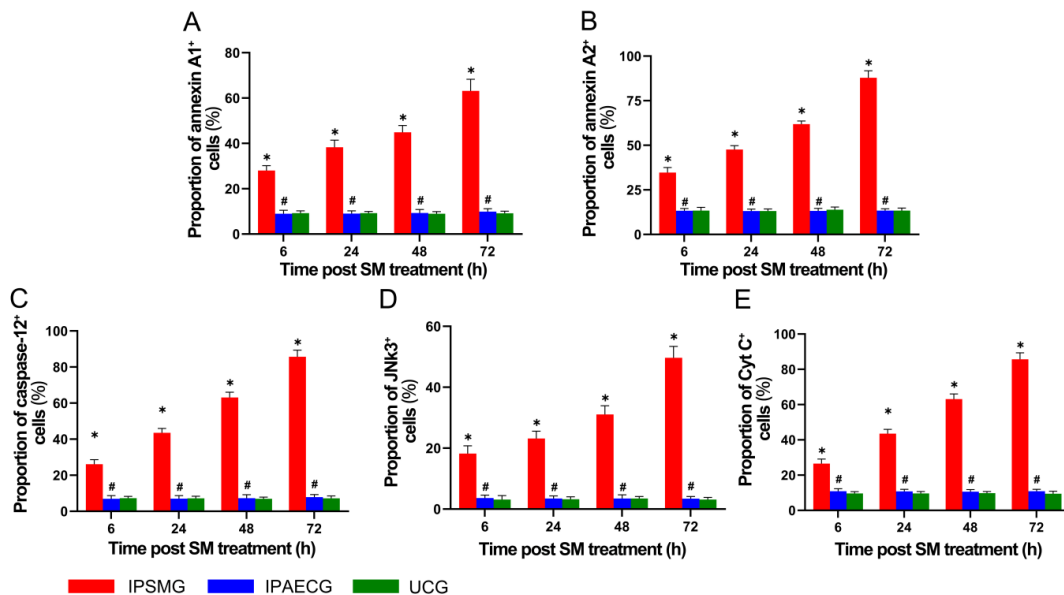 A
Proportion of annexin A1⁺
cells (%)
80
60
40
20
0
*
*
*
*
#
#
#
#
6 24 48 72
Time post SM treatment (h)
B
Proportion of annexin A2⁺
cells (%)
100
75
50
25
0
*
*
*
*
#
#
#
#
6 24 48 72
Time post SM treatment (h)
C
Proportion of caspase-12⁺
cells (%)
100
80
60
40
20
0
*
*
*
*
#
#
#
#
6 24 48 72
Time post SM treatment (h)
D
Proportion of JNk3⁺
cells (%)
60
40
20
0
*
*
*
*
#
#
#
#
6 24 48 72
Time post SM treatment (h)
E
Proportion of Cyt C⁺
cells (%)
100
80
60
40
20
0
*
*
*
*
#
#
#
#
6 24 48 72
Time post SM treatment (h)
IPSMG IPAECG UCG